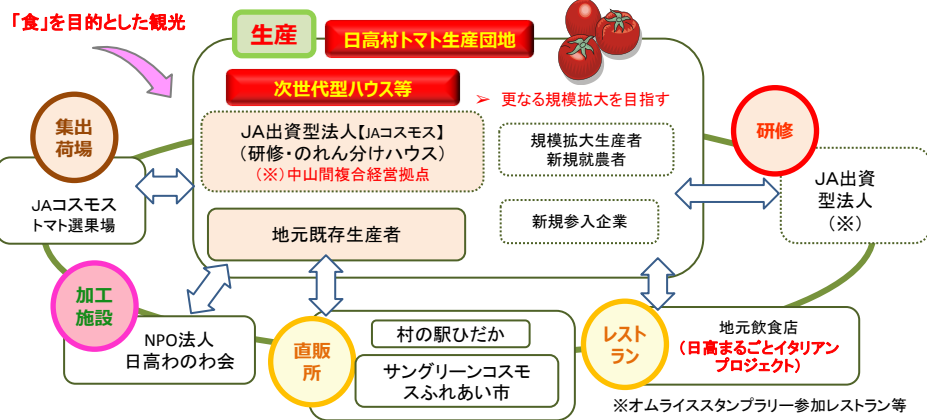 「食」を目的とした観光
生産
日高村トマト生産団地
次世代型ハウス等
➢ 更なる規模拡大を目指す
集出
荷場
JA出資型法人【JAコスモス】
(研修・のれん分けハウス)
(※)中山間複合経営拠点
規模拡大生産者
新規就農者
研修
JAコスモス
トマト選果場
地元既存生産者
新規参入企業
JA出資
型法人
(※)
加工
施設
NPO法人
日高わのわ会
直販
所
村の駅ひだか
サングリーンコスモ
スふれあい市
レスト
ラン
地元飲食店
(日高まるごとイタリアン
プロジェクト)
※オムライススタンプラリー参加レストラン等